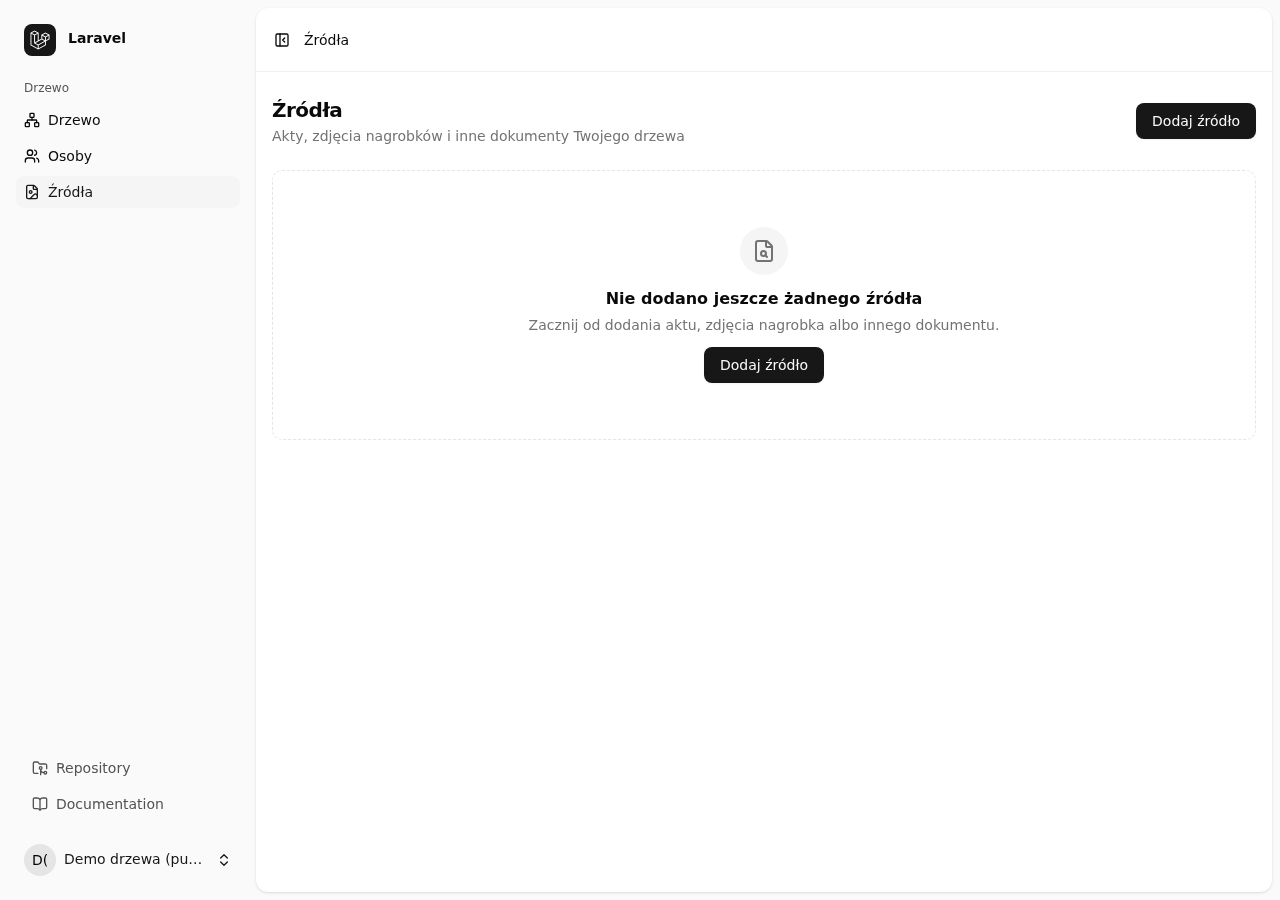 Laravel
Drzewo
Drzewo
Osoby
Źródła
Repository
Documentation
D(
Demo drzewa (pu...
Źródła
Źródła
Akty, zdjęcia nagrobków i inne dokumenty Twojego drzewa
Dodaj źródło
Nie dodano jeszcze żadnego źródła
Zacznij od dodania aktu, zdjęcia nagrobka albo innego dokumentu.
Dodaj źródło